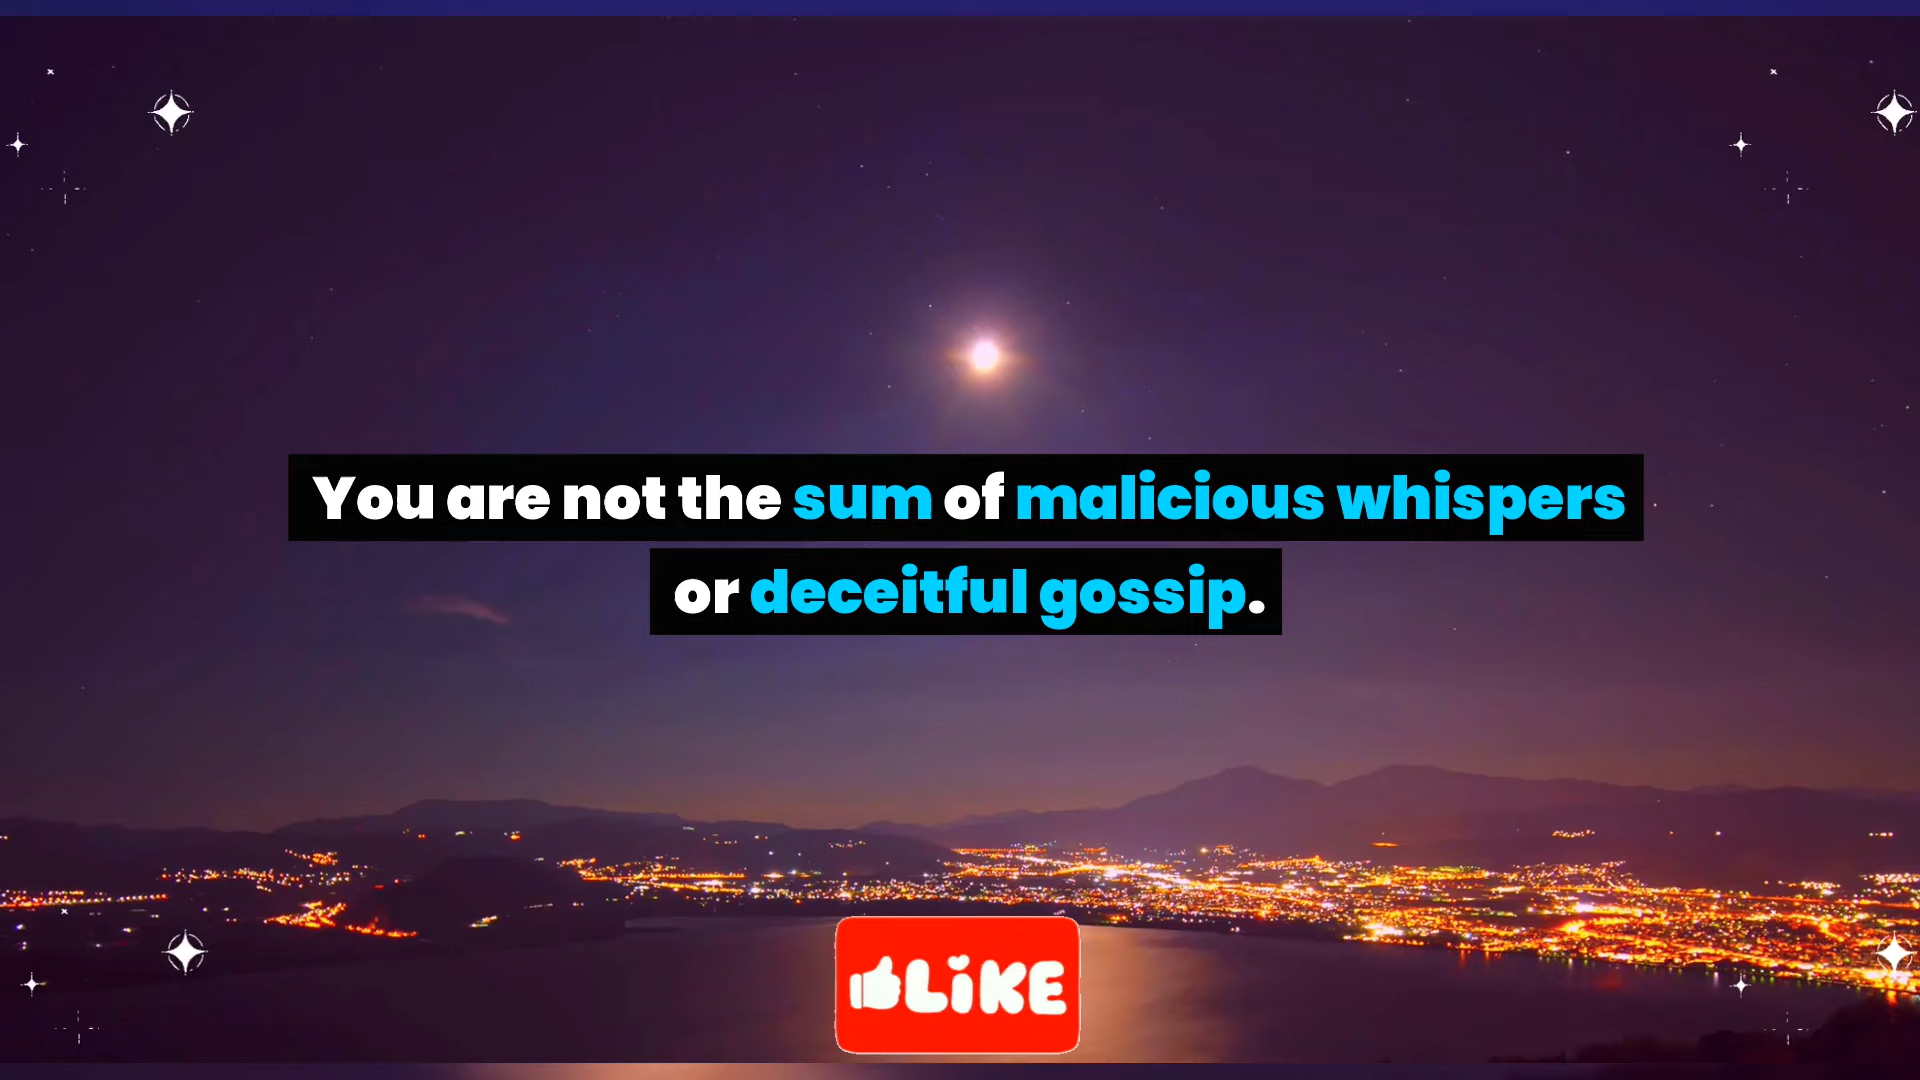 You are not the sum of malicious whispers
or deceitful gossip.
LiKE